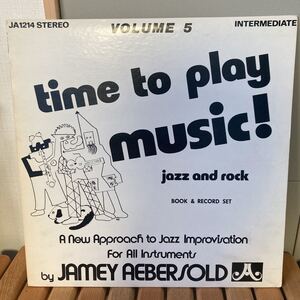 JA1214 STEREO VOLUME 5 INTERMEDIATE
time to play
music!
jazz and rock
BOOK & RECORD SET
A New Approach to Jazz Improvisation
For All Instruments
by JAMEY AEBERSOLD JA